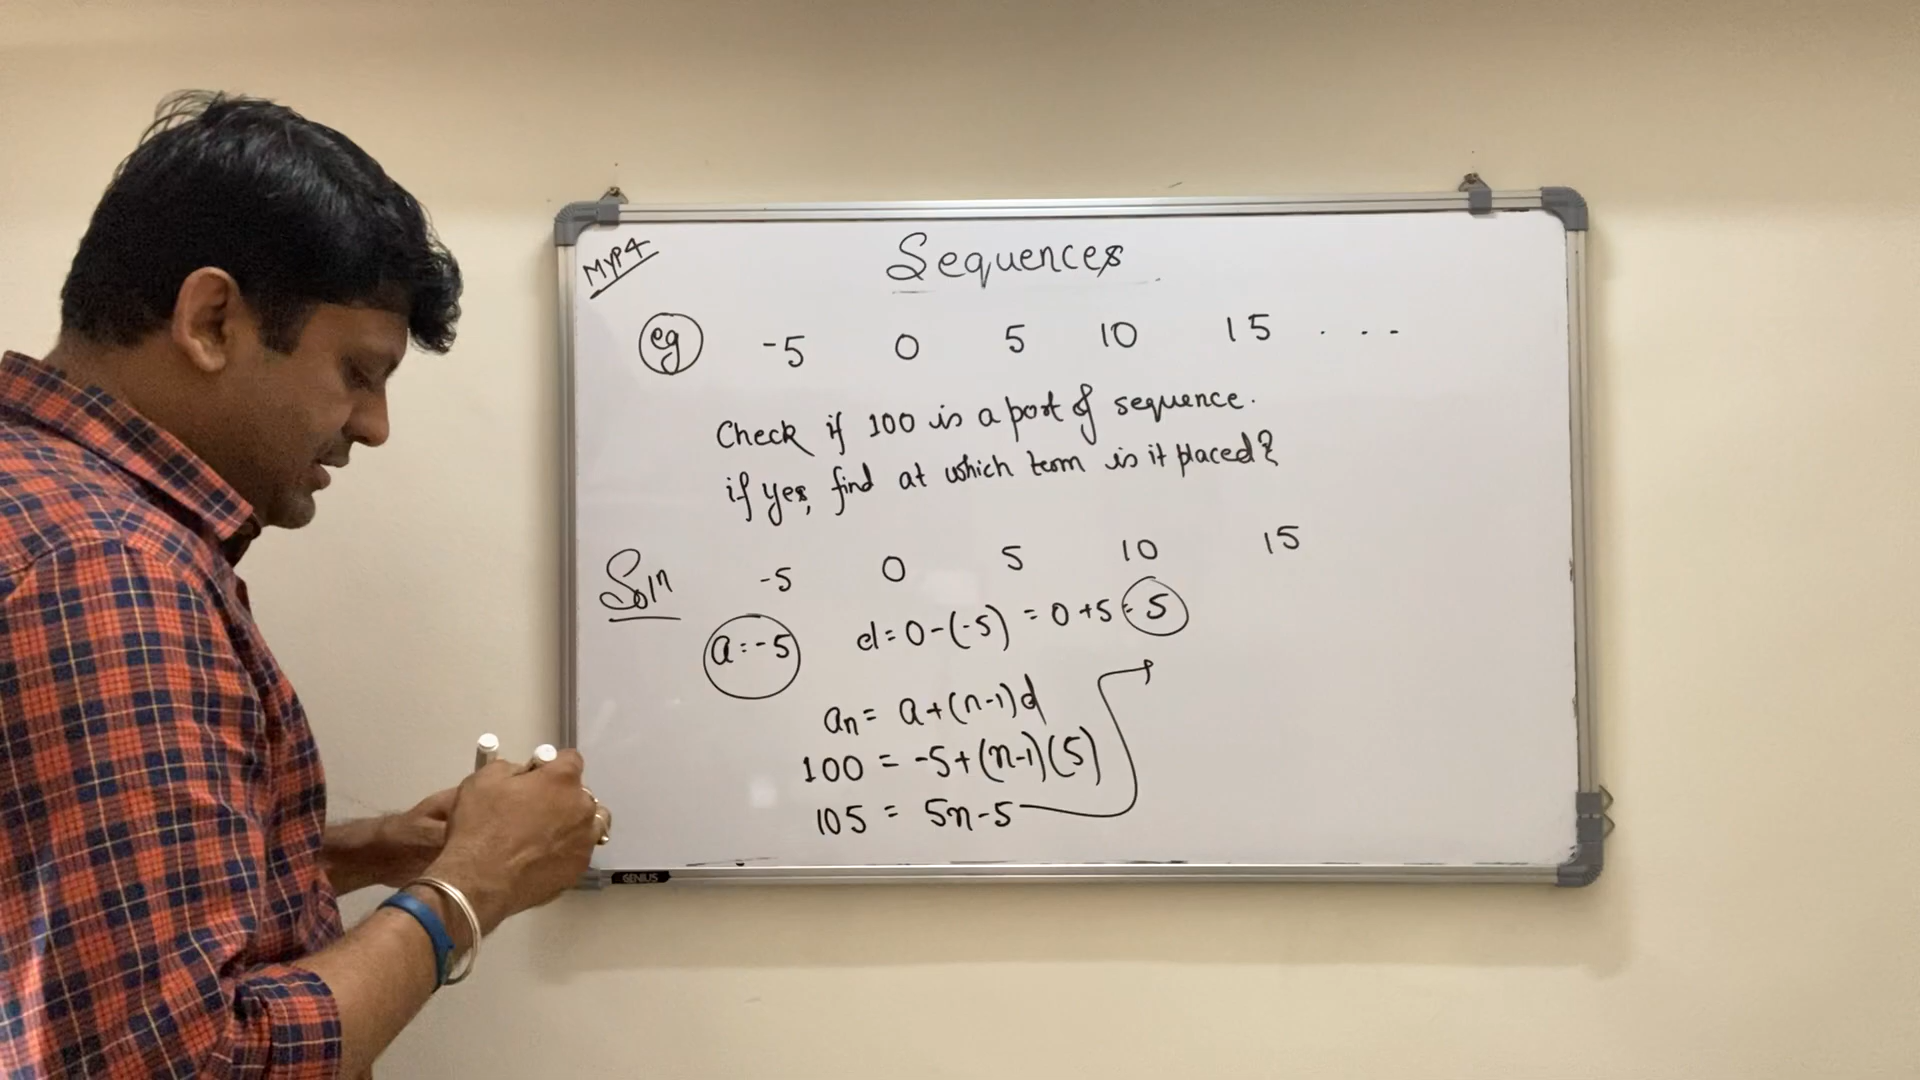 MYP4
Sequences
eg -5 0 5 10 15 . . .
Check if 100 is a part of sequence.
if yes, find at which term is it placed?
Soln -5 0 5 10 15
a=-5 d=0-(-5) = 0+5=5
an= a+(n-1)d
100 = -5+(n-1)(5)
105 = 5n-5
GENIUS